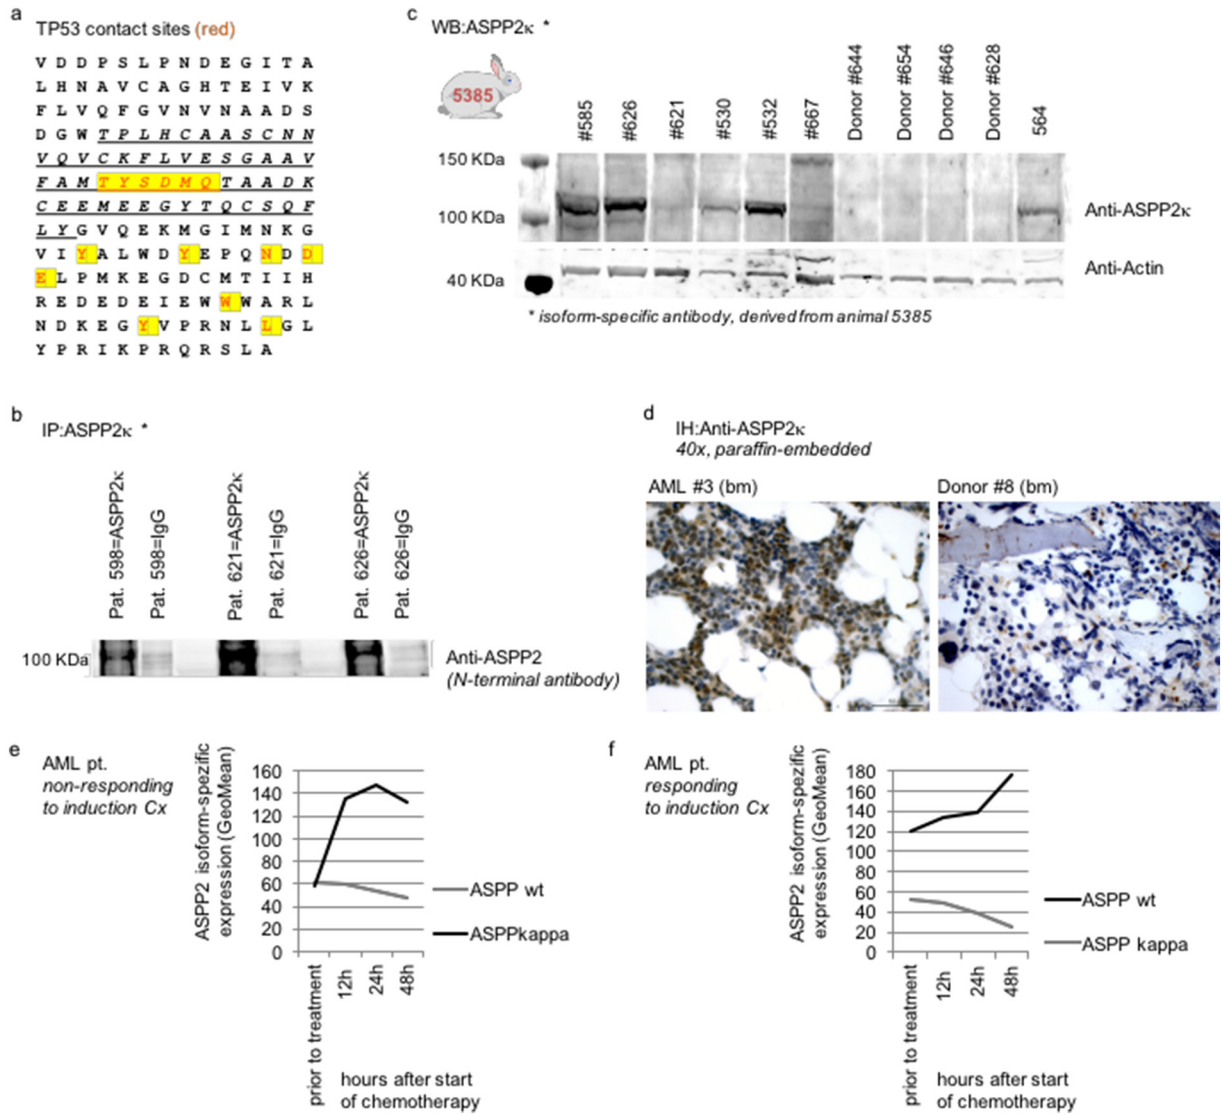 a
TP53 contact sites (red)
V D D P S L P N D E G I T A
L H N A V C A G H T E I V K
F L V Q F G V N V N A A D S
D G W T P L H C A A S C N N
V Q V C K F L V E S G A A V
F A M T Y S D M Q T A A D K
C E E M E E G Y T Q C S Q F
L Y G V Q E K M G I M N K G
V I Y A L W D Y E P Q N D D
E L P M K E G D C M T I I H
R E D E D E I E W W W A R L
N D K E G Y V P R N L L G L
Y P R I K P R Q R S L A
b
IP:ASPP2κ *
Pat. 598=ASPP2κ
Pat. 598=IgG
Pat. 621=ASPP2κ
Pat. 621=IgG
Pat. 626=ASPP2κ
Pat. 626=IgG
100 KDa
Anti-ASPP2
(N-terminal antibody)
c
WB:ASPP2κ *
5385
#585
#626
#621
#530
#532
#667
Donor #644
Donor #654
Donor #646
Donor #628
564
150 KDa
100 KDa
40 KDa
Anti-ASPP2κ
Anti-Actin
* isoform-specific antibody, derived from animal 5385
d
IH:Anti-ASPP2κ
40x, paraffin-embedded
AML #3 (bm)
Donor #8 (bm)
e
AML pt.
non-responding
to induction Cx
ASPP2 isoform-spezific
expression (GeoMean)
160
140
120
100
80
60
40
20
0
ASPP wt
ASPPkappa
prior to treatment
12h
24h
48h
hours after start
of chemotherapy
f
AML pt.
responding
to induction Cx
ASPP2 isoform-spezific
expression (GeoMean)
180
160
140
120
100
80
60
40
20
0
ASPP wt
ASPP kappa
prior to treatment
12h
24h
48h
hours after start
of chemotherapy